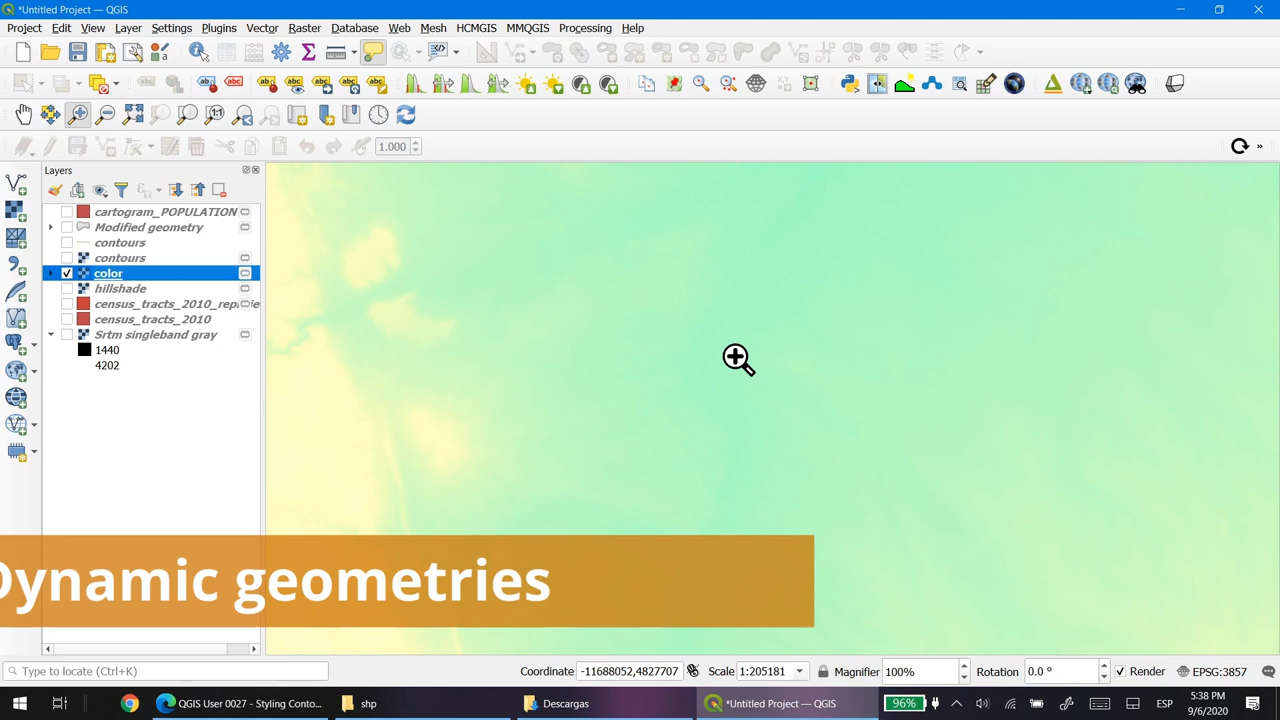 *Untitled Project — QGIS
Project Edit View Layer Settings Plugins Vector Raster Database Web Mesh HCMGIS MMQGIS Processing Help
1.000
Layers
cartogram_POPULATION
Modified geometry
contours
contours
color
hillshade
census_tracts_2010
Srtm singleband gray
1440
4202
Dynamic geometries
Type to locate (Ctrl+K)
Coordinate -11688052,4827707 Scale 1:205181 Magnifier 100% Rotation 0.0 ° Render EPSG:3857
QGIS User 0027 - Styling Conto... shp Descargas *Untitled Project — QGIS 96% ESP 5:38 PM
9/6/2020